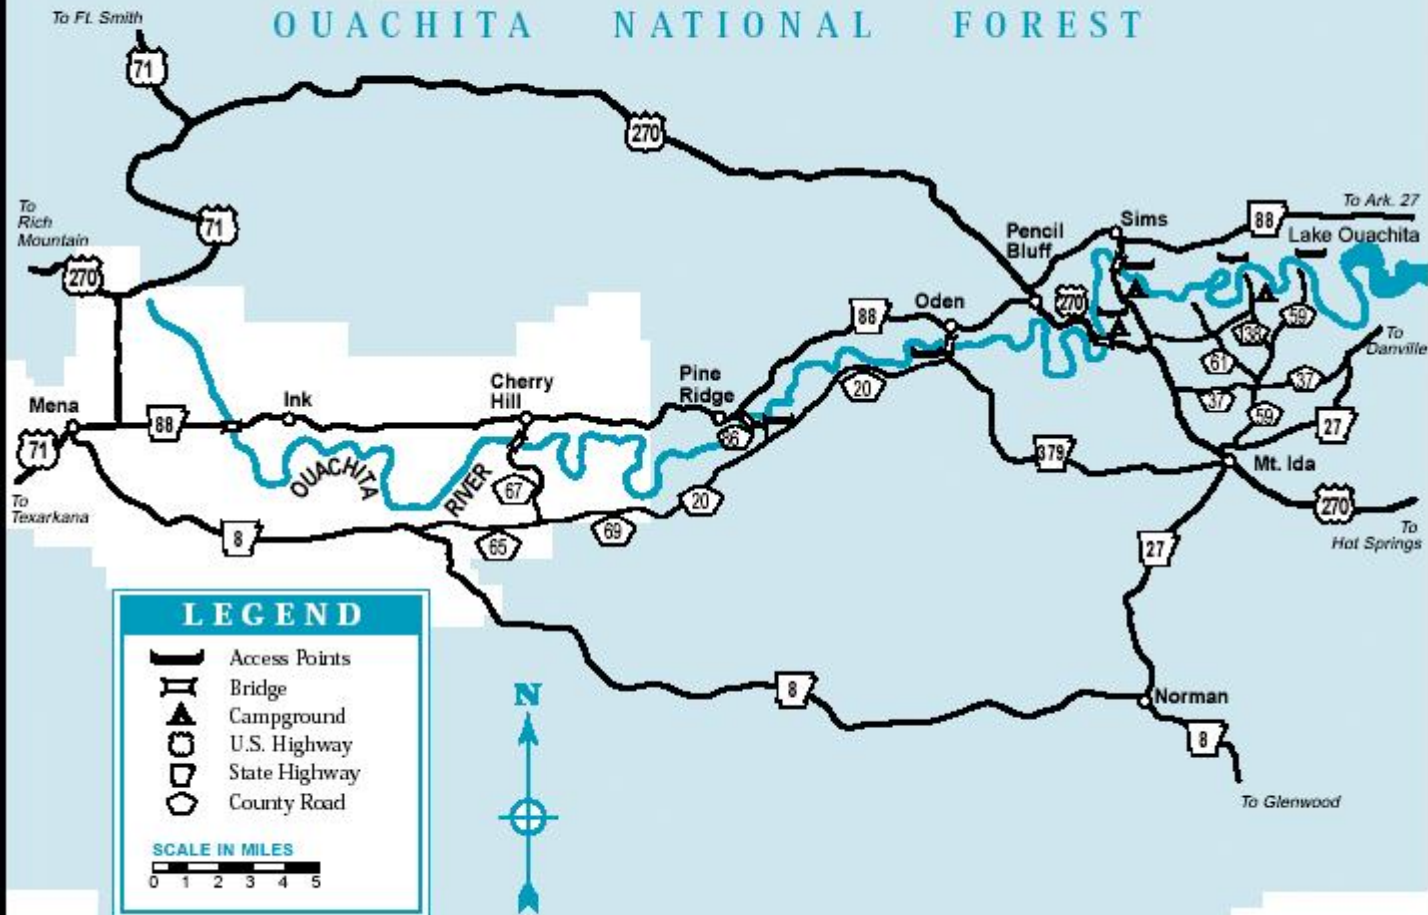 To Ft. Smith
OUACHITA NATIONAL FOREST
71
270
To
Rich
Mountain
71
270
To Ark. 27
Sims
88
Pencil
Bluff
Lake Ouachita
270
Oden
88
59
138
To
Danville
61
Pine
Ridge
20
37
37
Cherry
Hill
Ink
Mena
88
59
27
86
71
379
Mt. Ida
OUACHITA
RIVER
67
20
270
To
Texarkana
To
Hot Springs
8
65
69
27
LEGEND
Access Points
Bridge
Campground
U.S. Highway
State Highway
County Road
SCALE IN MILES
0 1 2 3 4 5
N
8
Norman
8
To Glenwood